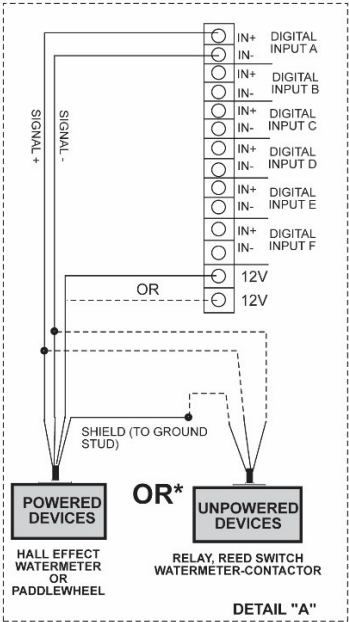 IN+
DIGITAL
INPUT A
IN-
IN+
DIGITAL
INPUT B
IN-
IN+
DIGITAL
INPUT C
IN-
IN+
DIGITAL
INPUT D
IN-
IN+
DIGITAL
INPUT E
IN-
IN+
DIGITAL
INPUT F
IN-
SIGNAL +
SIGNAL -
12V
OR
12V
SHIELD (TO GROUND
STUD)
POWERED
DEVICES
OR*
UNPOWERED
DEVICES
HALL EFFECT
WATERMETER
OR
PADDLEWHEEL
RELAY, REED SWITCH
WATERMETER-CONTACTOR
DETAIL "A"